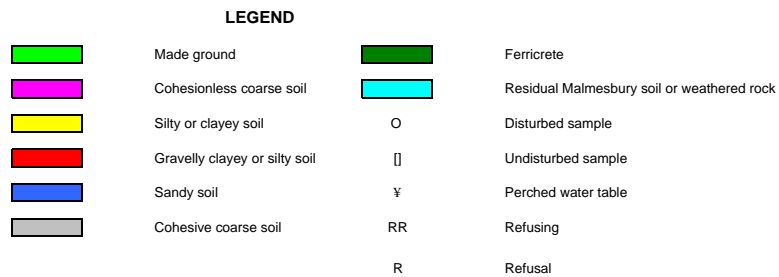 LEGEND
Made ground
Ferricrete
Cohesionless coarse soil
Residual Malmesbury soil or weathered rock
Silty or clayey soil
O
Disturbed sample
Gravelly clayey or silty soil
[]
Undisturbed sample
Sandy soil
¥
Perched water table
Cohesive coarse soil
RR
Refusing
R
Refusal